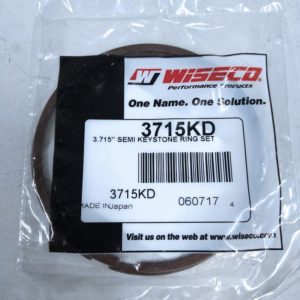 W WISECO
Performance Products
One Name. One Solution.
3715KD
3.715" SEMI KEYSTONE RING SET
3715KD
060717 4
MADE INJapan
Visit us on the web at www.wiseco.com